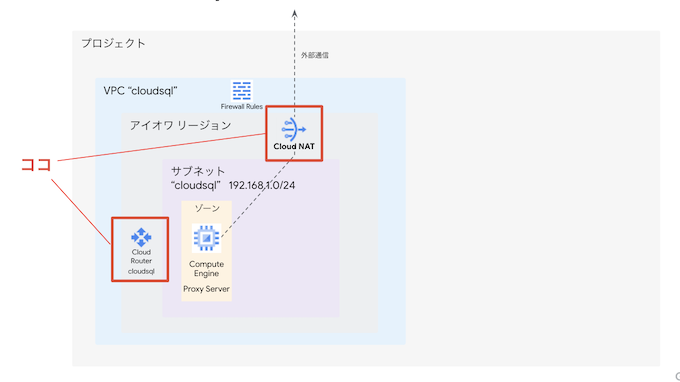 外部通信
プロジェクト
VPC “cloudsql”
Firewall Rules
アイオワ リージョン
Cloud NAT
ココ
サブネット
“cloudsql” 192.168.1.0/24
ゾーン
Cloud
Router
cloudsql
Compute
Engine
Proxy Server